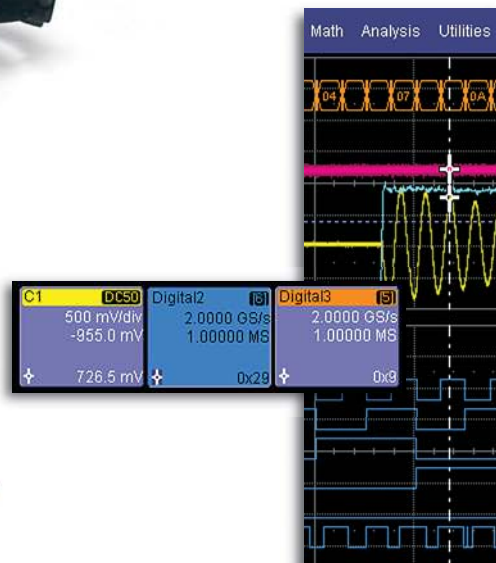 Math Analysis Utilities
04 07 0A
C1 DC50 Digital2 [6] Digital3 [5]
500 mV/div 2.0000 GS/s 2.0000 GS/s
-955.0 mV 1.00000 MS 1.00000 MS
726.5 mV 0x29 0x9